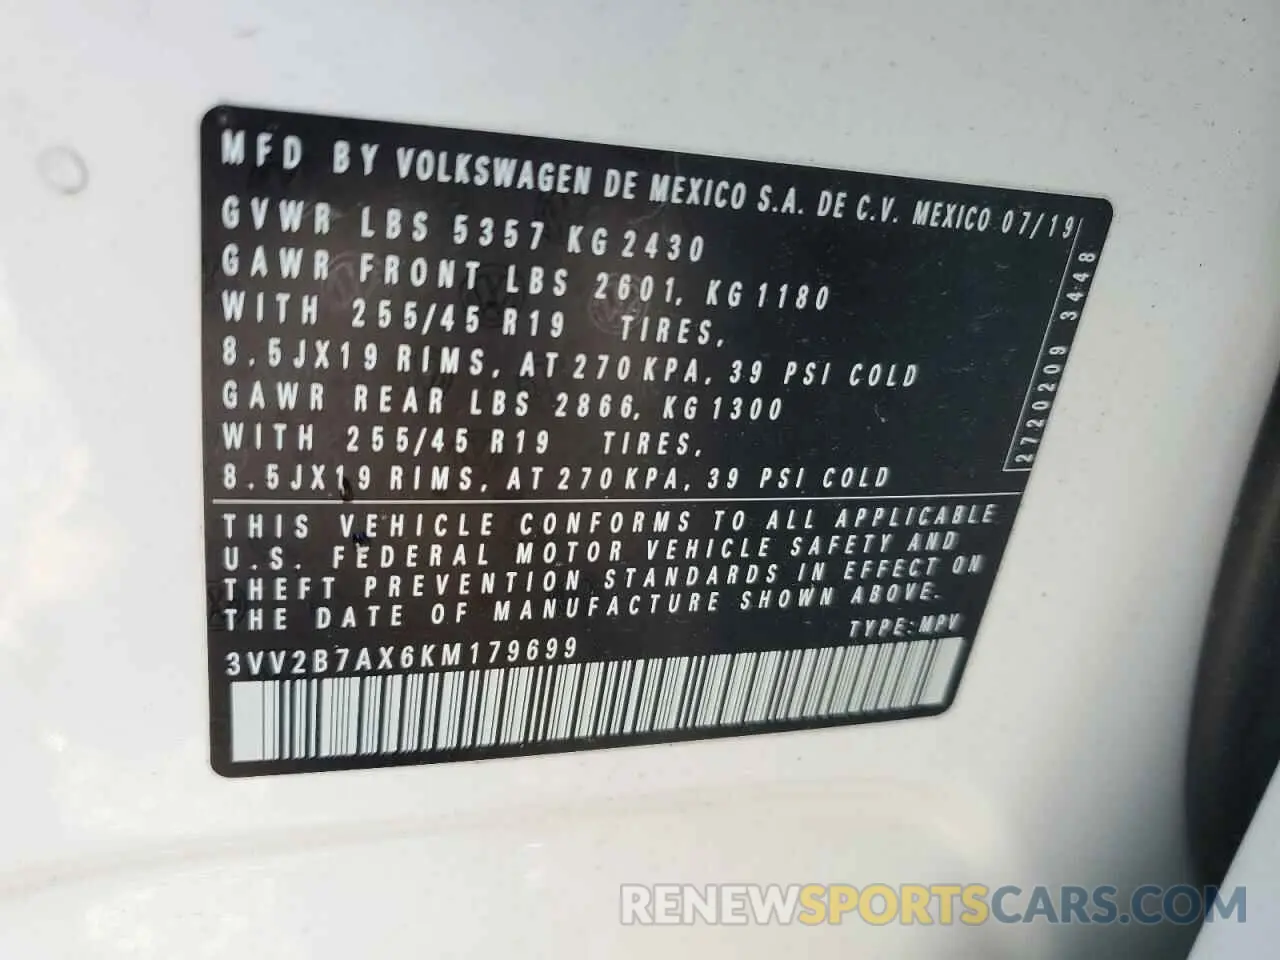 MFD BY VOLKSWAGEN DE MEXICO S.A. DE C.V. MEXICO 07/19
GVWR LBS 5357 KG 2430
GAWR FRONT LBS 2601, KG 1180
WITH 255/45 R19 TIRES,
8.5JX19 RIMS, AT 270 KPA, 39 PSI COLD
GAWR REAR LBS 2866, KG 1300
WITH 255/45 R19 TIRES,
8.5JX19 RIMS, AT 270 KPA, 39 PSI COLD
2720209 3448
THIS VEHICLE CONFORMS TO ALL APPLICABLE
U.S. FEDERAL MOTOR VEHICLE SAFETY AND
THEFT PREVENTION STANDARDS IN EFFECT ON
THE DATE OF MANUFACTURE SHOWN ABOVE.
TYPE: MPV
3VV2B7AX6KM179699
RENEWSPORTSCARS.COM